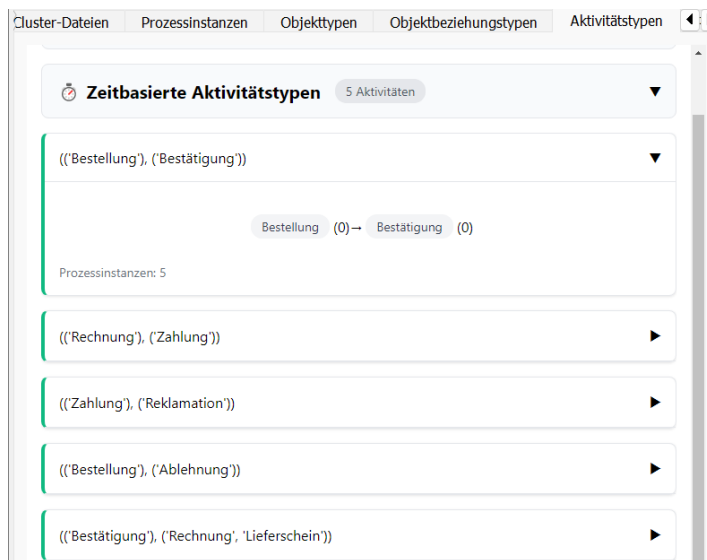 Cluster-Dateien Prozessinstanzen Objekttypen Objektbeziehungstypen Aktivitätstypen
Zeitbasierte Aktivitätstypen 5 Aktivitäten
(('Bestellung'), ('Bestätigung'))
Bestellung (0)→ Bestätigung (0)
Prozessinstanzen: 5
(('Rechnung'), ('Zahlung'))
(('Zahlung'), ('Reklamation'))
(('Bestellung'), ('Ablehnung'))
(('Bestätigung'), ('Rechnung', 'Lieferschein'))